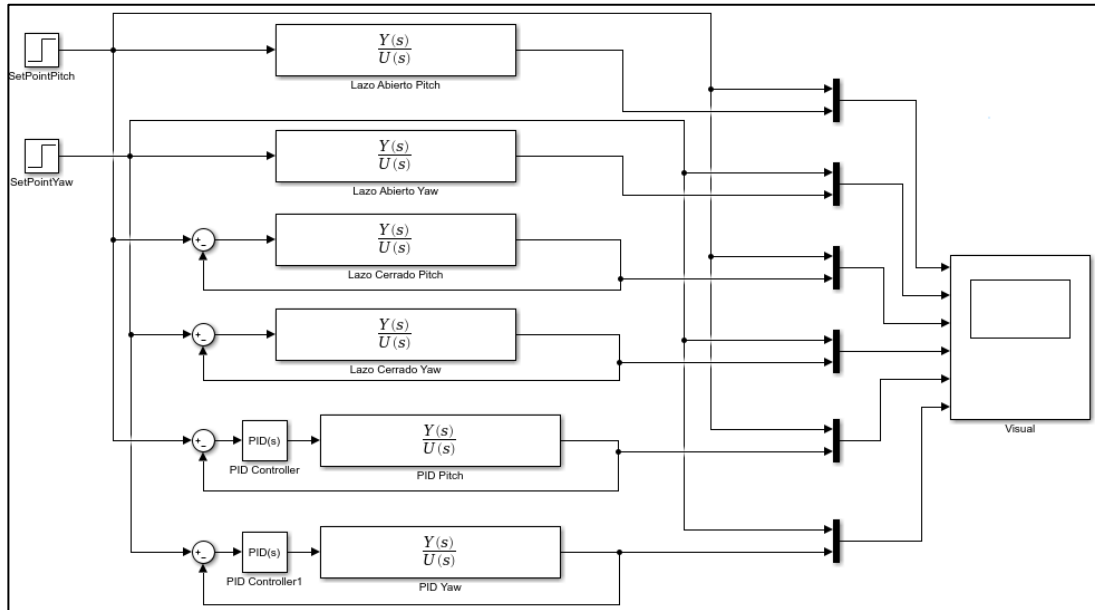 SetPointPitch
Y(s)
U(s)
Lazo Abierto Pitch
SetPointYaw
Y(s)
U(s)
Lazo Abierto Yaw
+
-
Y(s)
U(s)
Lazo Cerrado Pitch
+
-
Y(s)
U(s)
Lazo Cerrado Yaw
Visual
+
-
PID(s)
PID Controller
Y(s)
U(s)
PID Pitch
+
-
PID(s)
PID Controller1
Y(s)
U(s)
PID Yaw